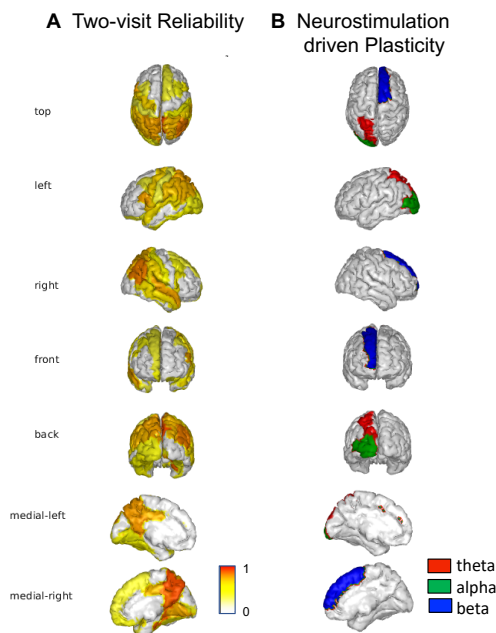 A Two-visit Reliability
B Neurostimulation
driven Plasticity
top
left
right
front
back
medial-left
medial-right
1
0
theta
alpha
beta